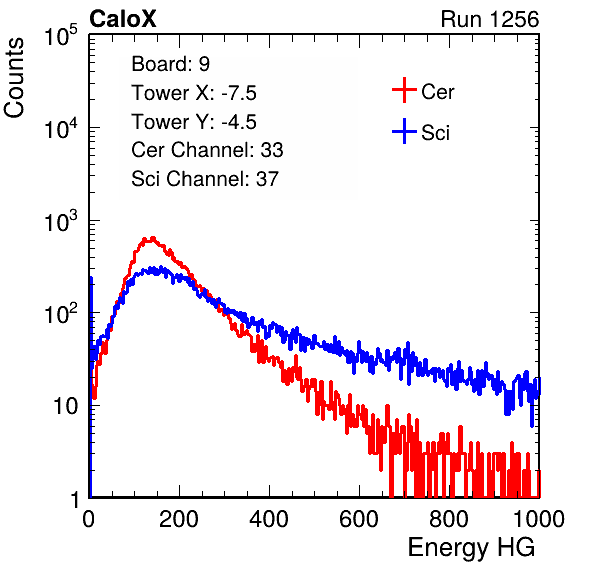 CaloX Run 1256
Counts
10^5
10^4
10^3
10^2
10
1
Board: 9
Tower X: -7.5
Tower Y: -4.5
Cer Channel: 33
Sci Channel: 37
Cer
Sci
0 200 400 600 800 1000
Energy HG